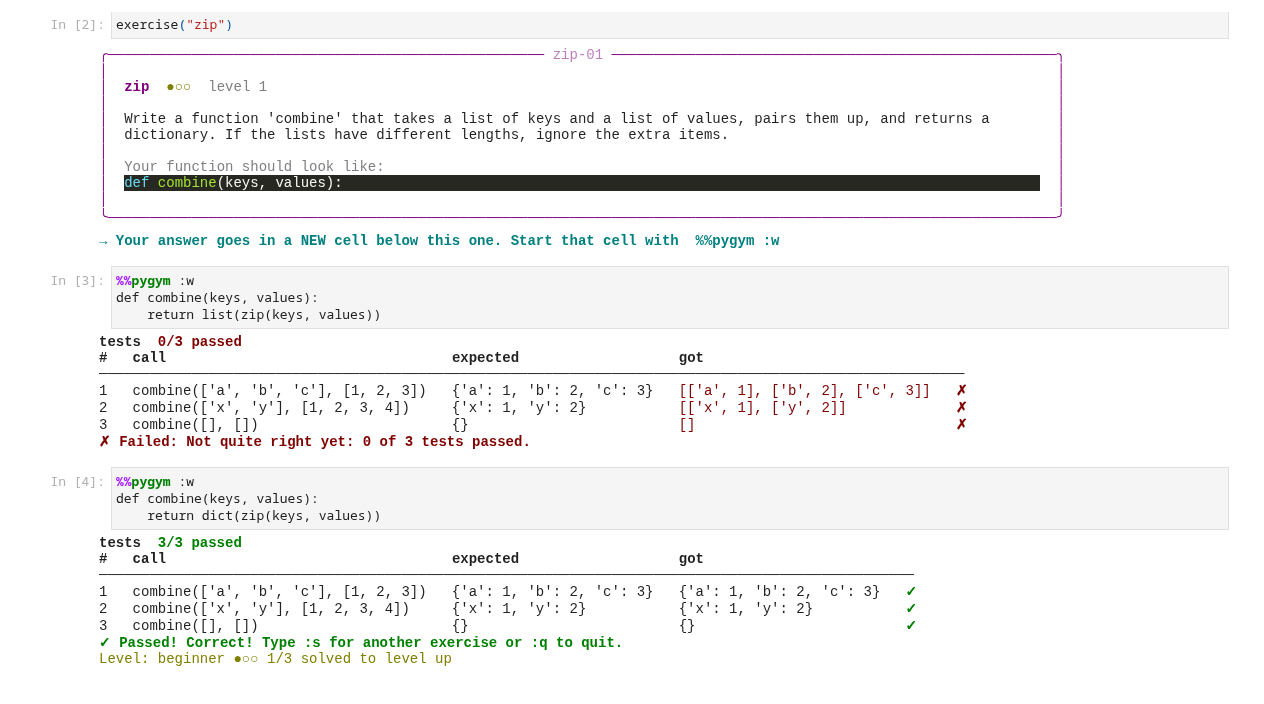 In [2]: exercise("zip")
zip-01
zip ●○○ level 1
Write a function 'combine' that takes a list of keys and a list of values, pairs them up, and returns a
dictionary. If the lists have different lengths, ignore the extra items.
Your function should look like:
def combine(keys, values):
→ Your answer goes in a NEW cell below this one. Start that cell with  %%pygym :w
In [3]: %%pygym :w
def combine(keys, values):
    return list(zip(keys, values))
tests  0/3 passed
#   call   expected   got
1   combine(['a', 'b', 'c'], [1, 2, 3])   {'a': 1, 'b': 2, 'c': 3}   [['a', 1], ['b', 2], ['c', 3]]   ✗
2   combine(['x', 'y'], [1, 2, 3, 4])   {'x': 1, 'y': 2}   [['x', 1], ['y', 2]]   ✗
3   combine([], [])   {}   []   ✗
✗ Failed: Not quite right yet: 0 of 3 tests passed.
In [4]: %%pygym :w
def combine(keys, values):
    return dict(zip(keys, values))
tests  3/3 passed
#   call   expected   got
1   combine(['a', 'b', 'c'], [1, 2, 3])   {'a': 1, 'b': 2, 'c': 3}   {'a': 1, 'b': 2, 'c': 3}   ✓
2   combine(['x', 'y'], [1, 2, 3, 4])   {'x': 1, 'y': 2}   {'x': 1, 'y': 2}   ✓
3   combine([], [])   {}   {}   ✓
✓ Passed! Correct! Type :s for another exercise or :q to quit.
Level: beginner ●○○ 1/3 solved to level up